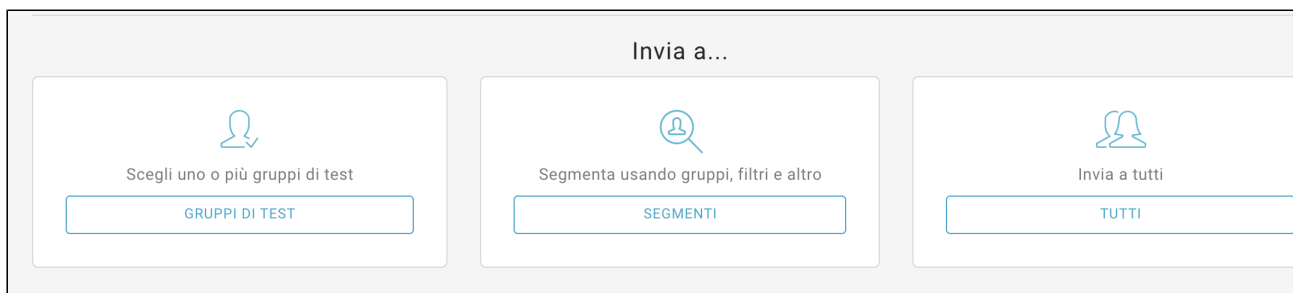 Invia a...
Scegli uno o più gruppi di test
GRUPPI DI TEST
Segmenta usando gruppi, filtri e altro
SEGMENTI
Invia a tutti
TUTTI